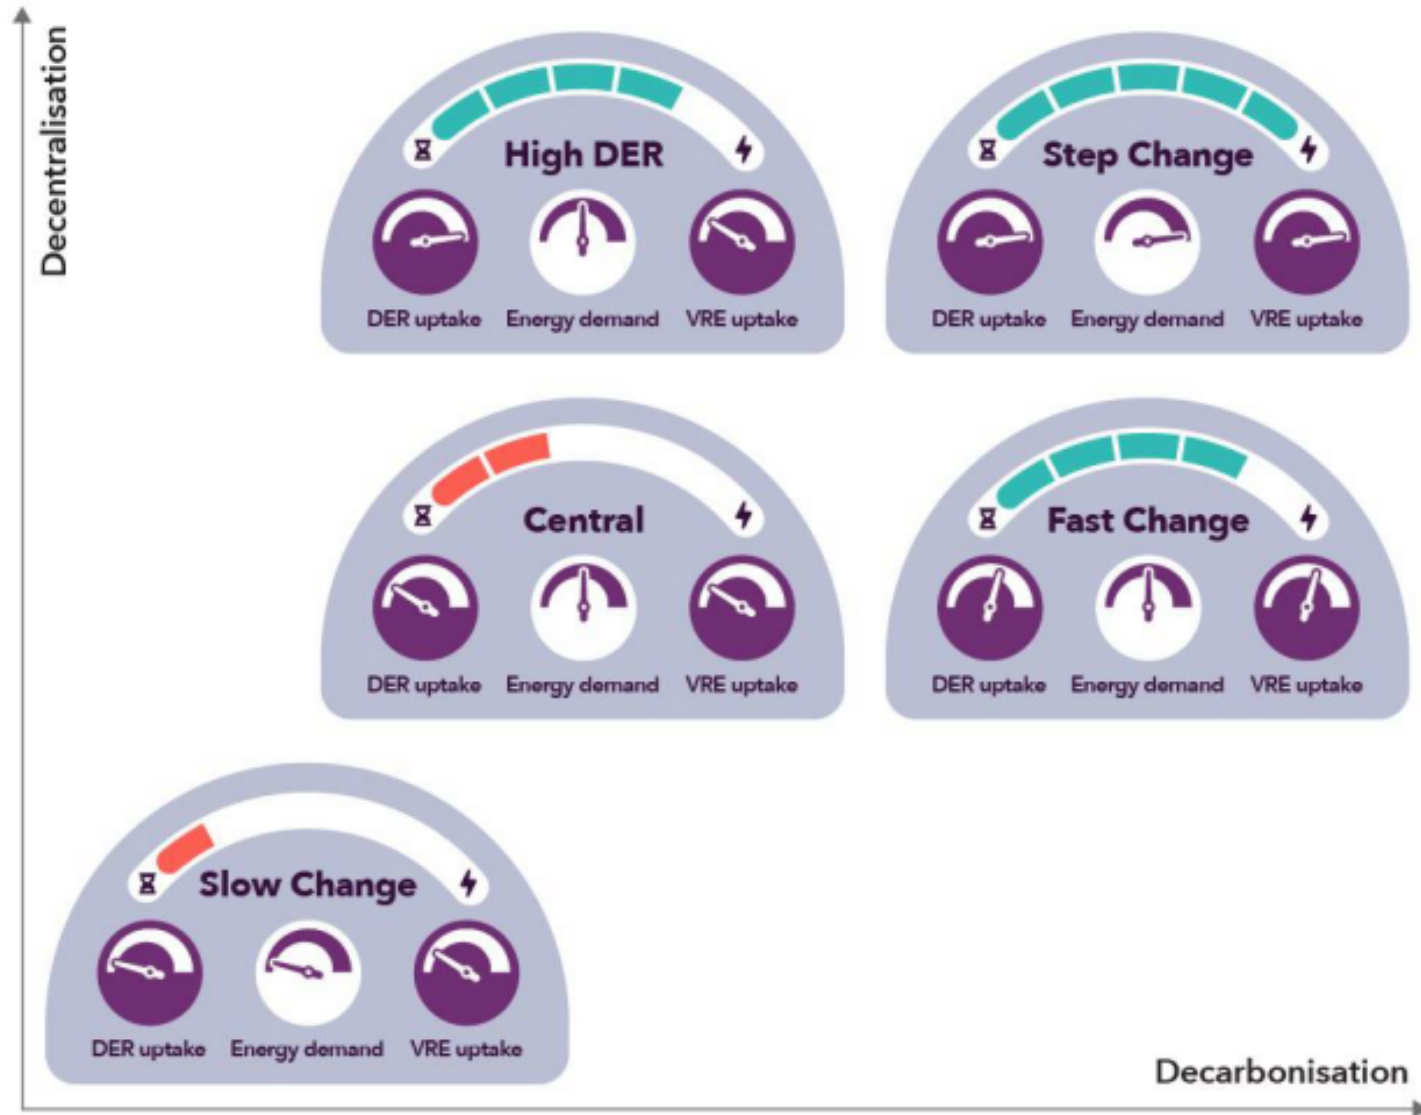 Decentralisation
High DER
DER uptake
Energy demand
VRE uptake
Step Change
DER uptake
Energy demand
VRE uptake
Central
DER uptake
Energy demand
VRE uptake
Fast Change
DER uptake
Energy demand
VRE uptake
Slow Change
DER uptake
Energy demand
VRE uptake
Decarbonisation